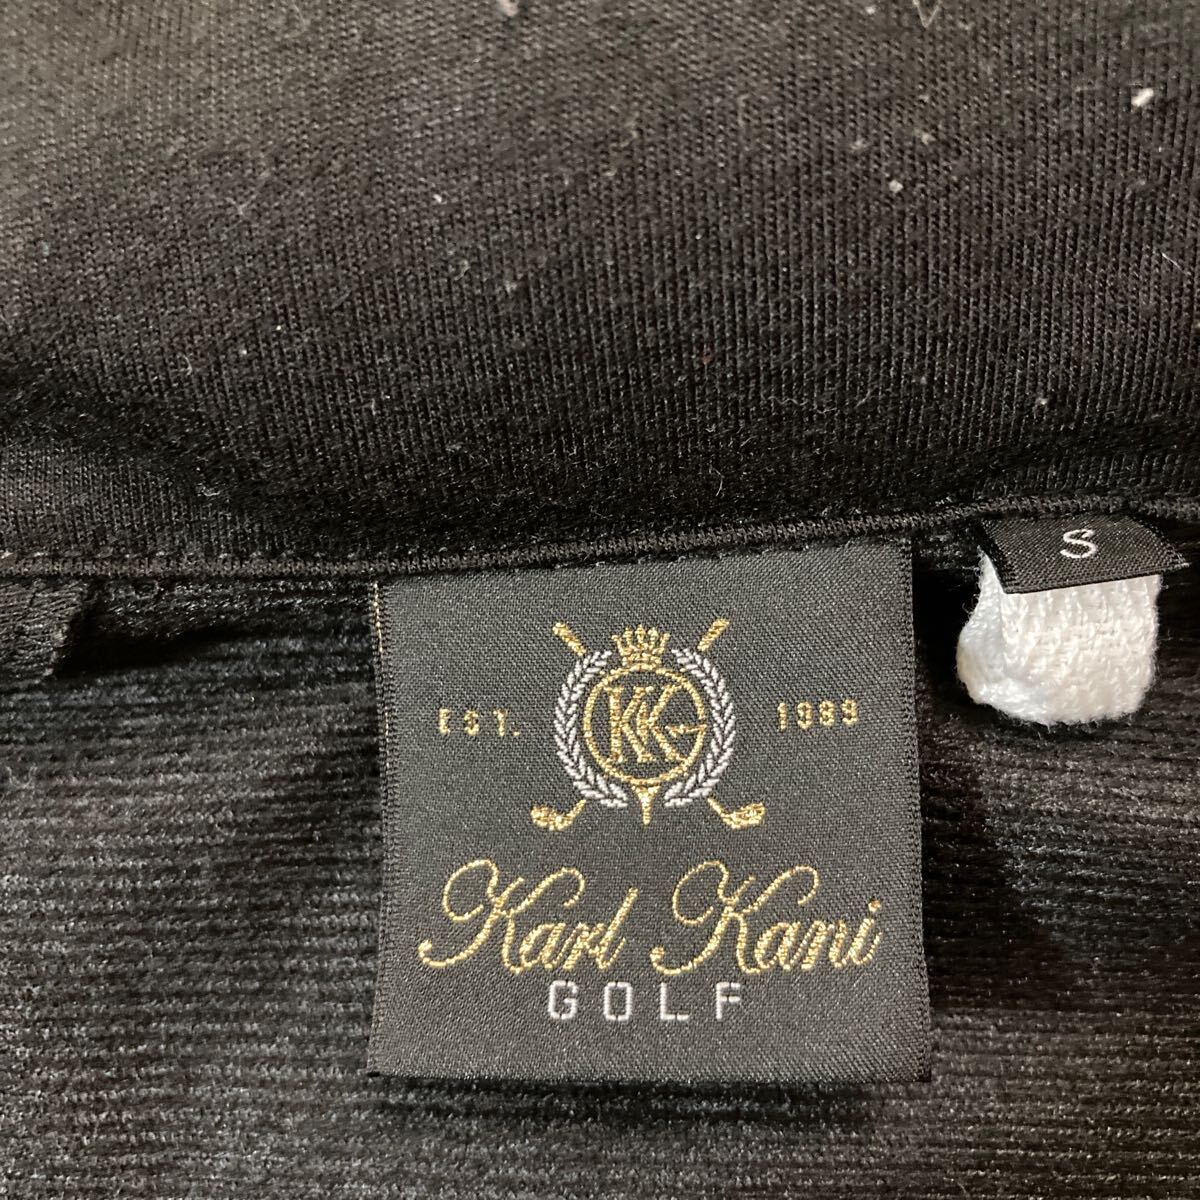 S
EST. 1989
KKG
Karl Kani
GOLF